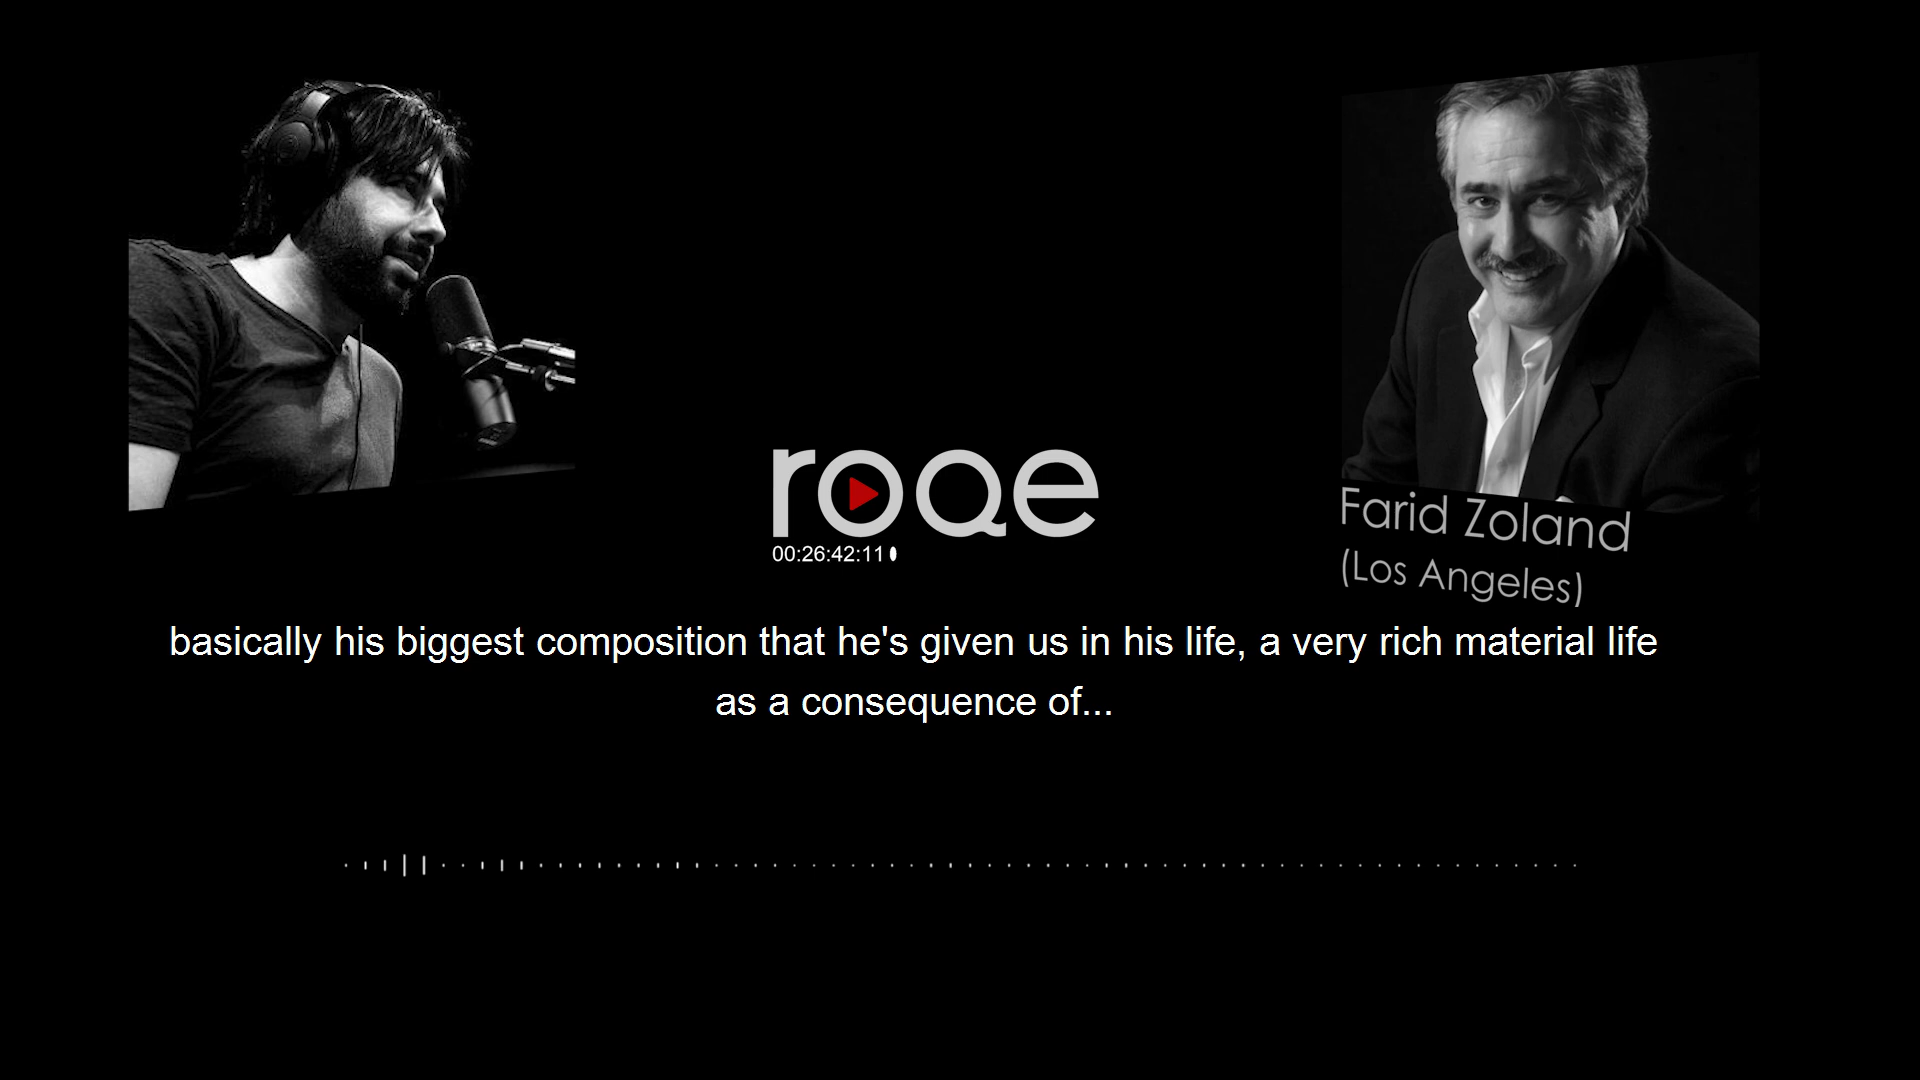 roqe
00:26:42:11
Farid Zoland
(Los Angeles)
basically his biggest composition that he's given us in his life, a very rich material life
as a consequence of...